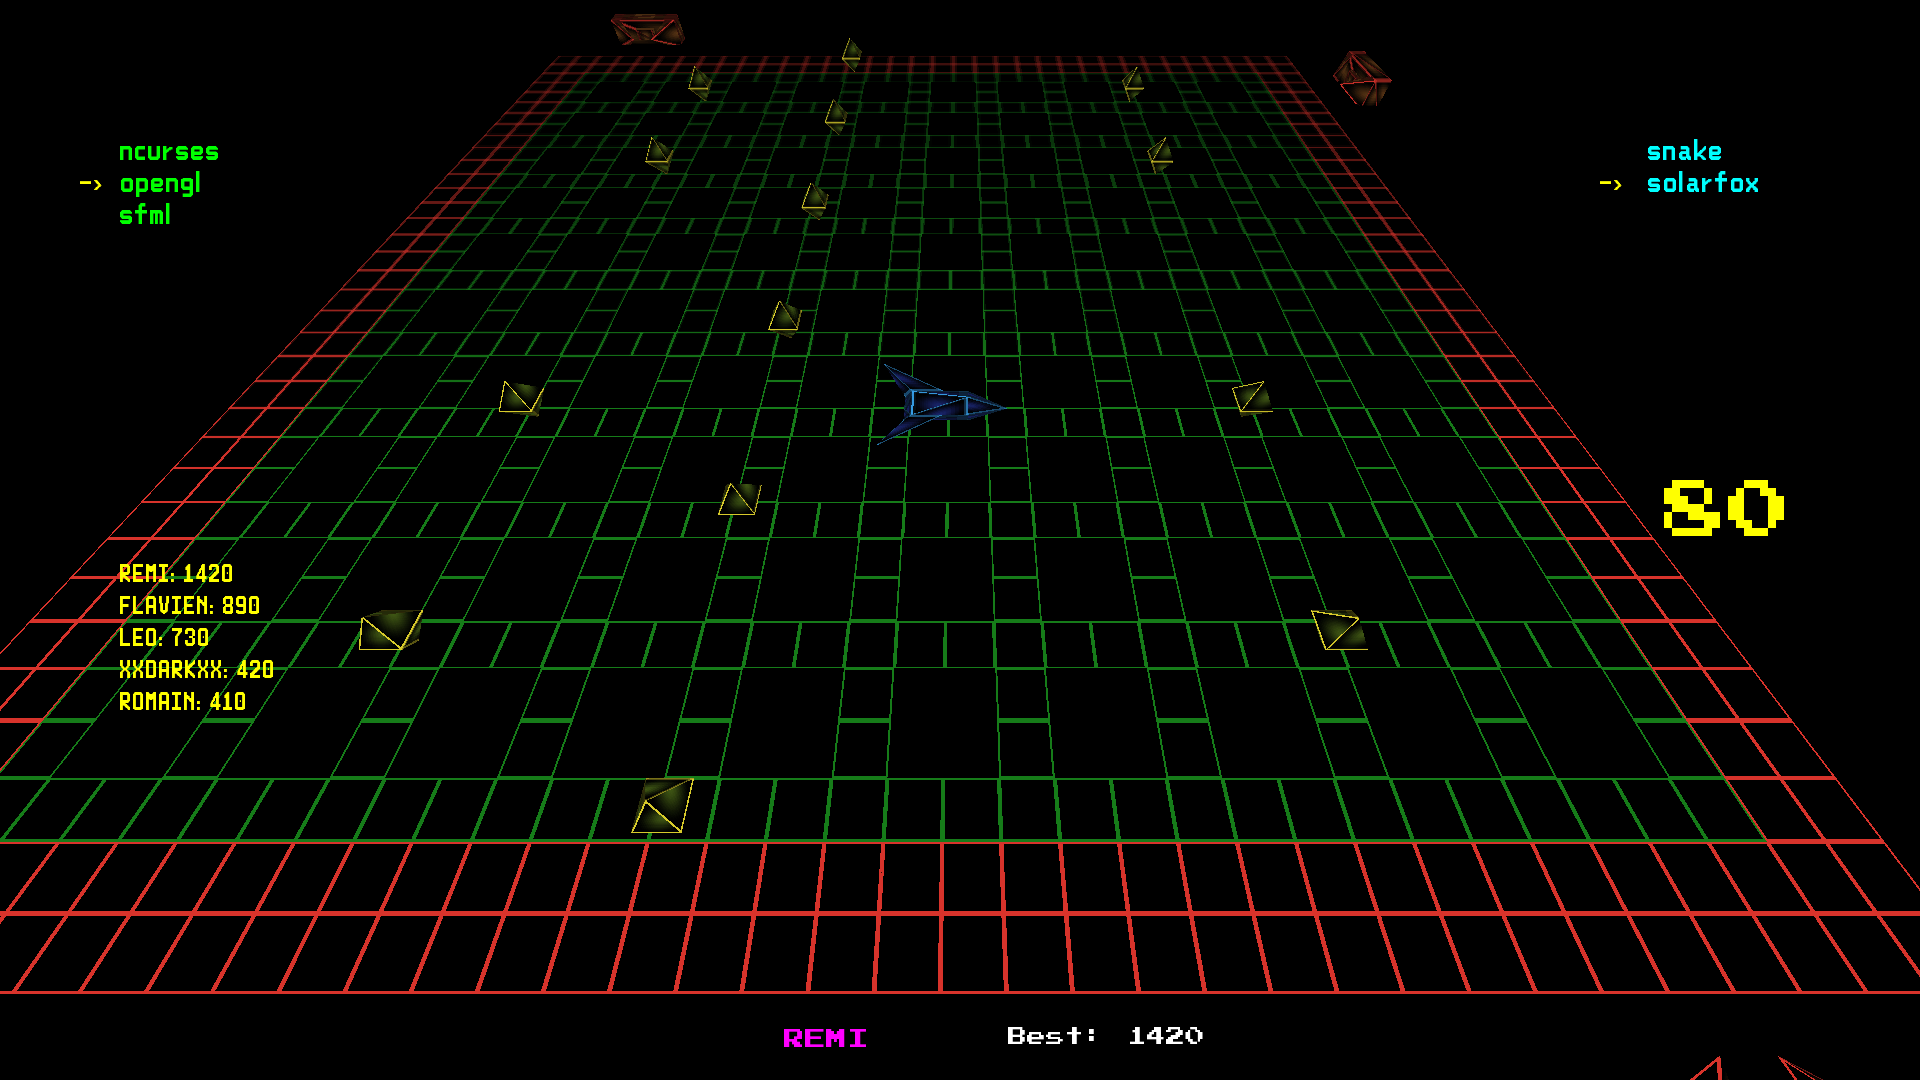 ncurses
-> opengl
sfml
snake
-> solarfox
80
REMI: 1420
FLAVIEN: 890
LEO: 730
XXDARKXX: 420
ROMAIN: 410
REMI
Best: 1420